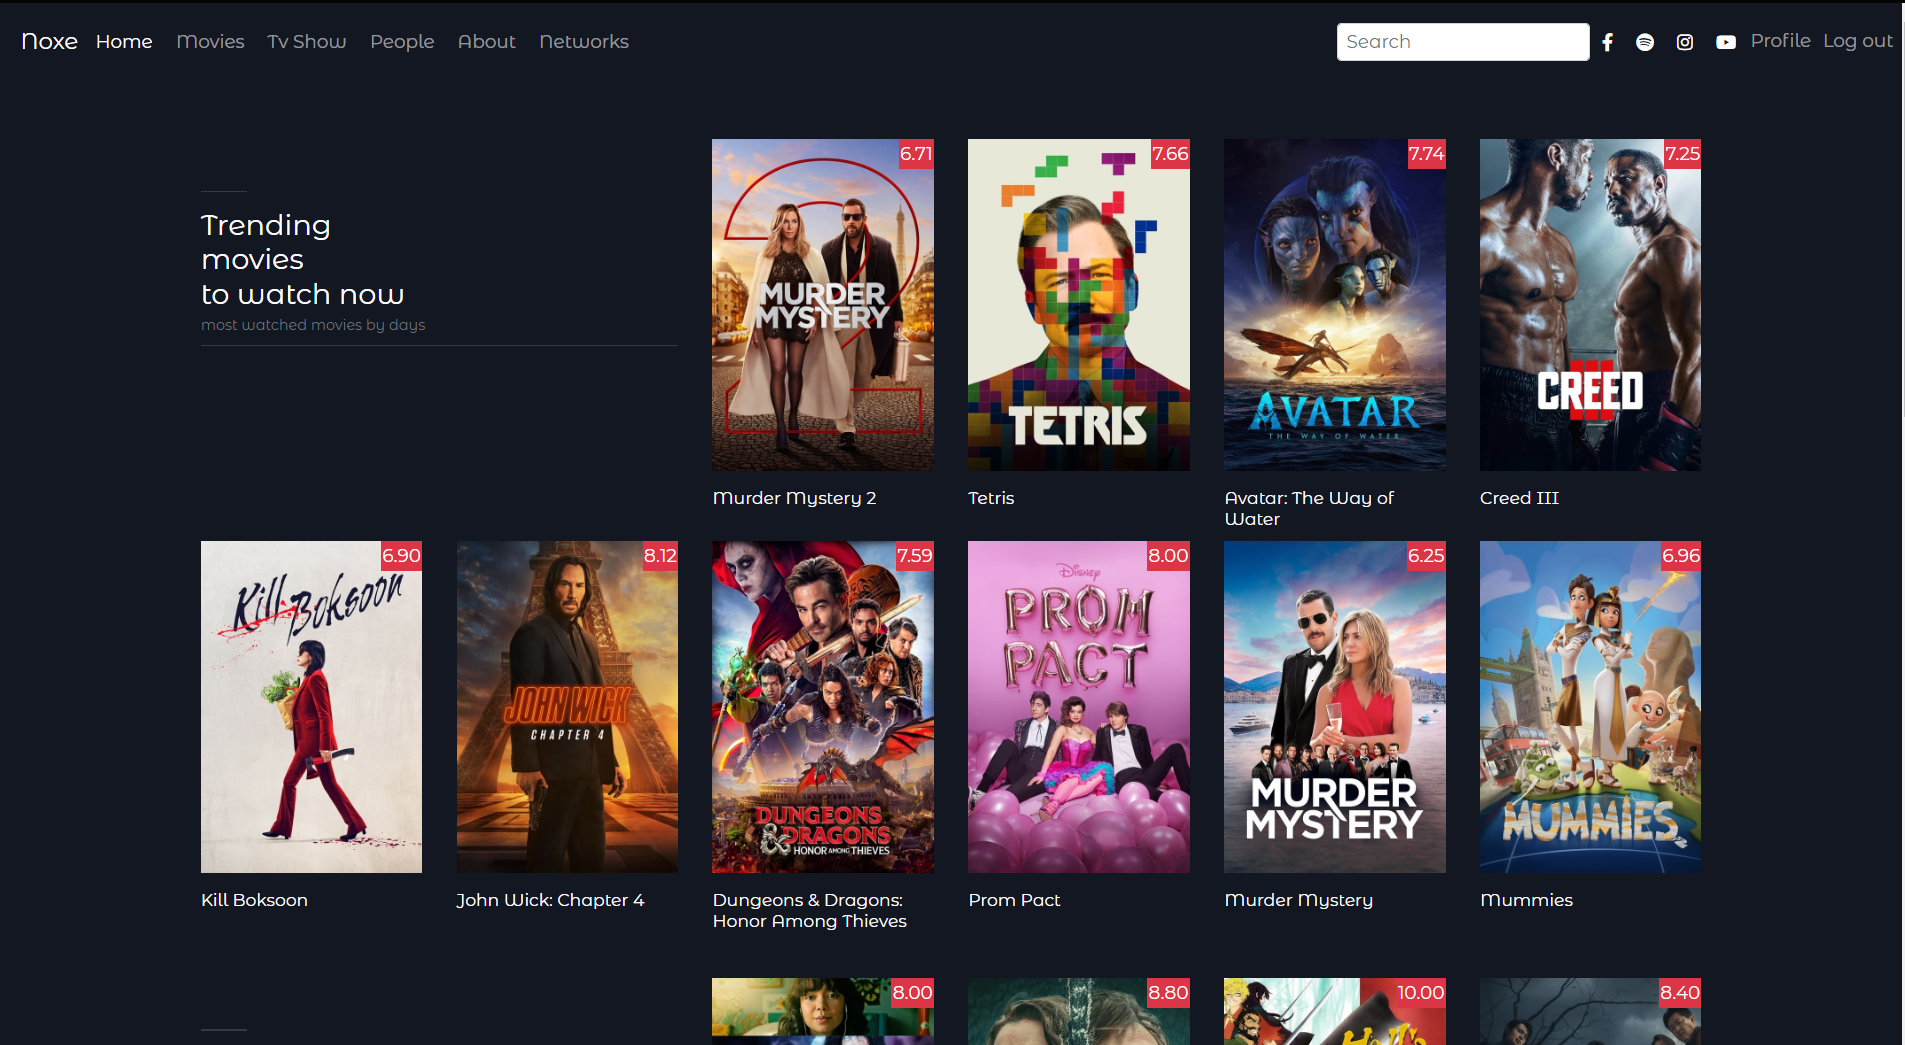 Noxe Home Movies Tv Show People About Networks Search Profile Log out
Trending
movies
to watch now
most watched movies by days
6.71
MURDER
MYSTERY
2
Murder Mystery 2
7.66
TETRIS
Tetris
7.74
AVATAR
THE WAY OF WATER
Avatar: The Way of
Water
7.25
CREED
III
Creed III
6.90
Kill Boksoon
Kill Boksoon
8.12
JOHN WICK
CHAPTER 4
John Wick: Chapter 4
7.59
DUNGEONS
& DRAGONS
HONOR AMONG THIEVES
Dungeons & Dragons:
Honor Among Thieves
8.00
Disney
PROM
PACT
Prom Pact
6.25
MURDER
MYSTERY
Murder Mystery
6.96
MUMMIES
Mummies
8.00
8.80
10.00
8.40